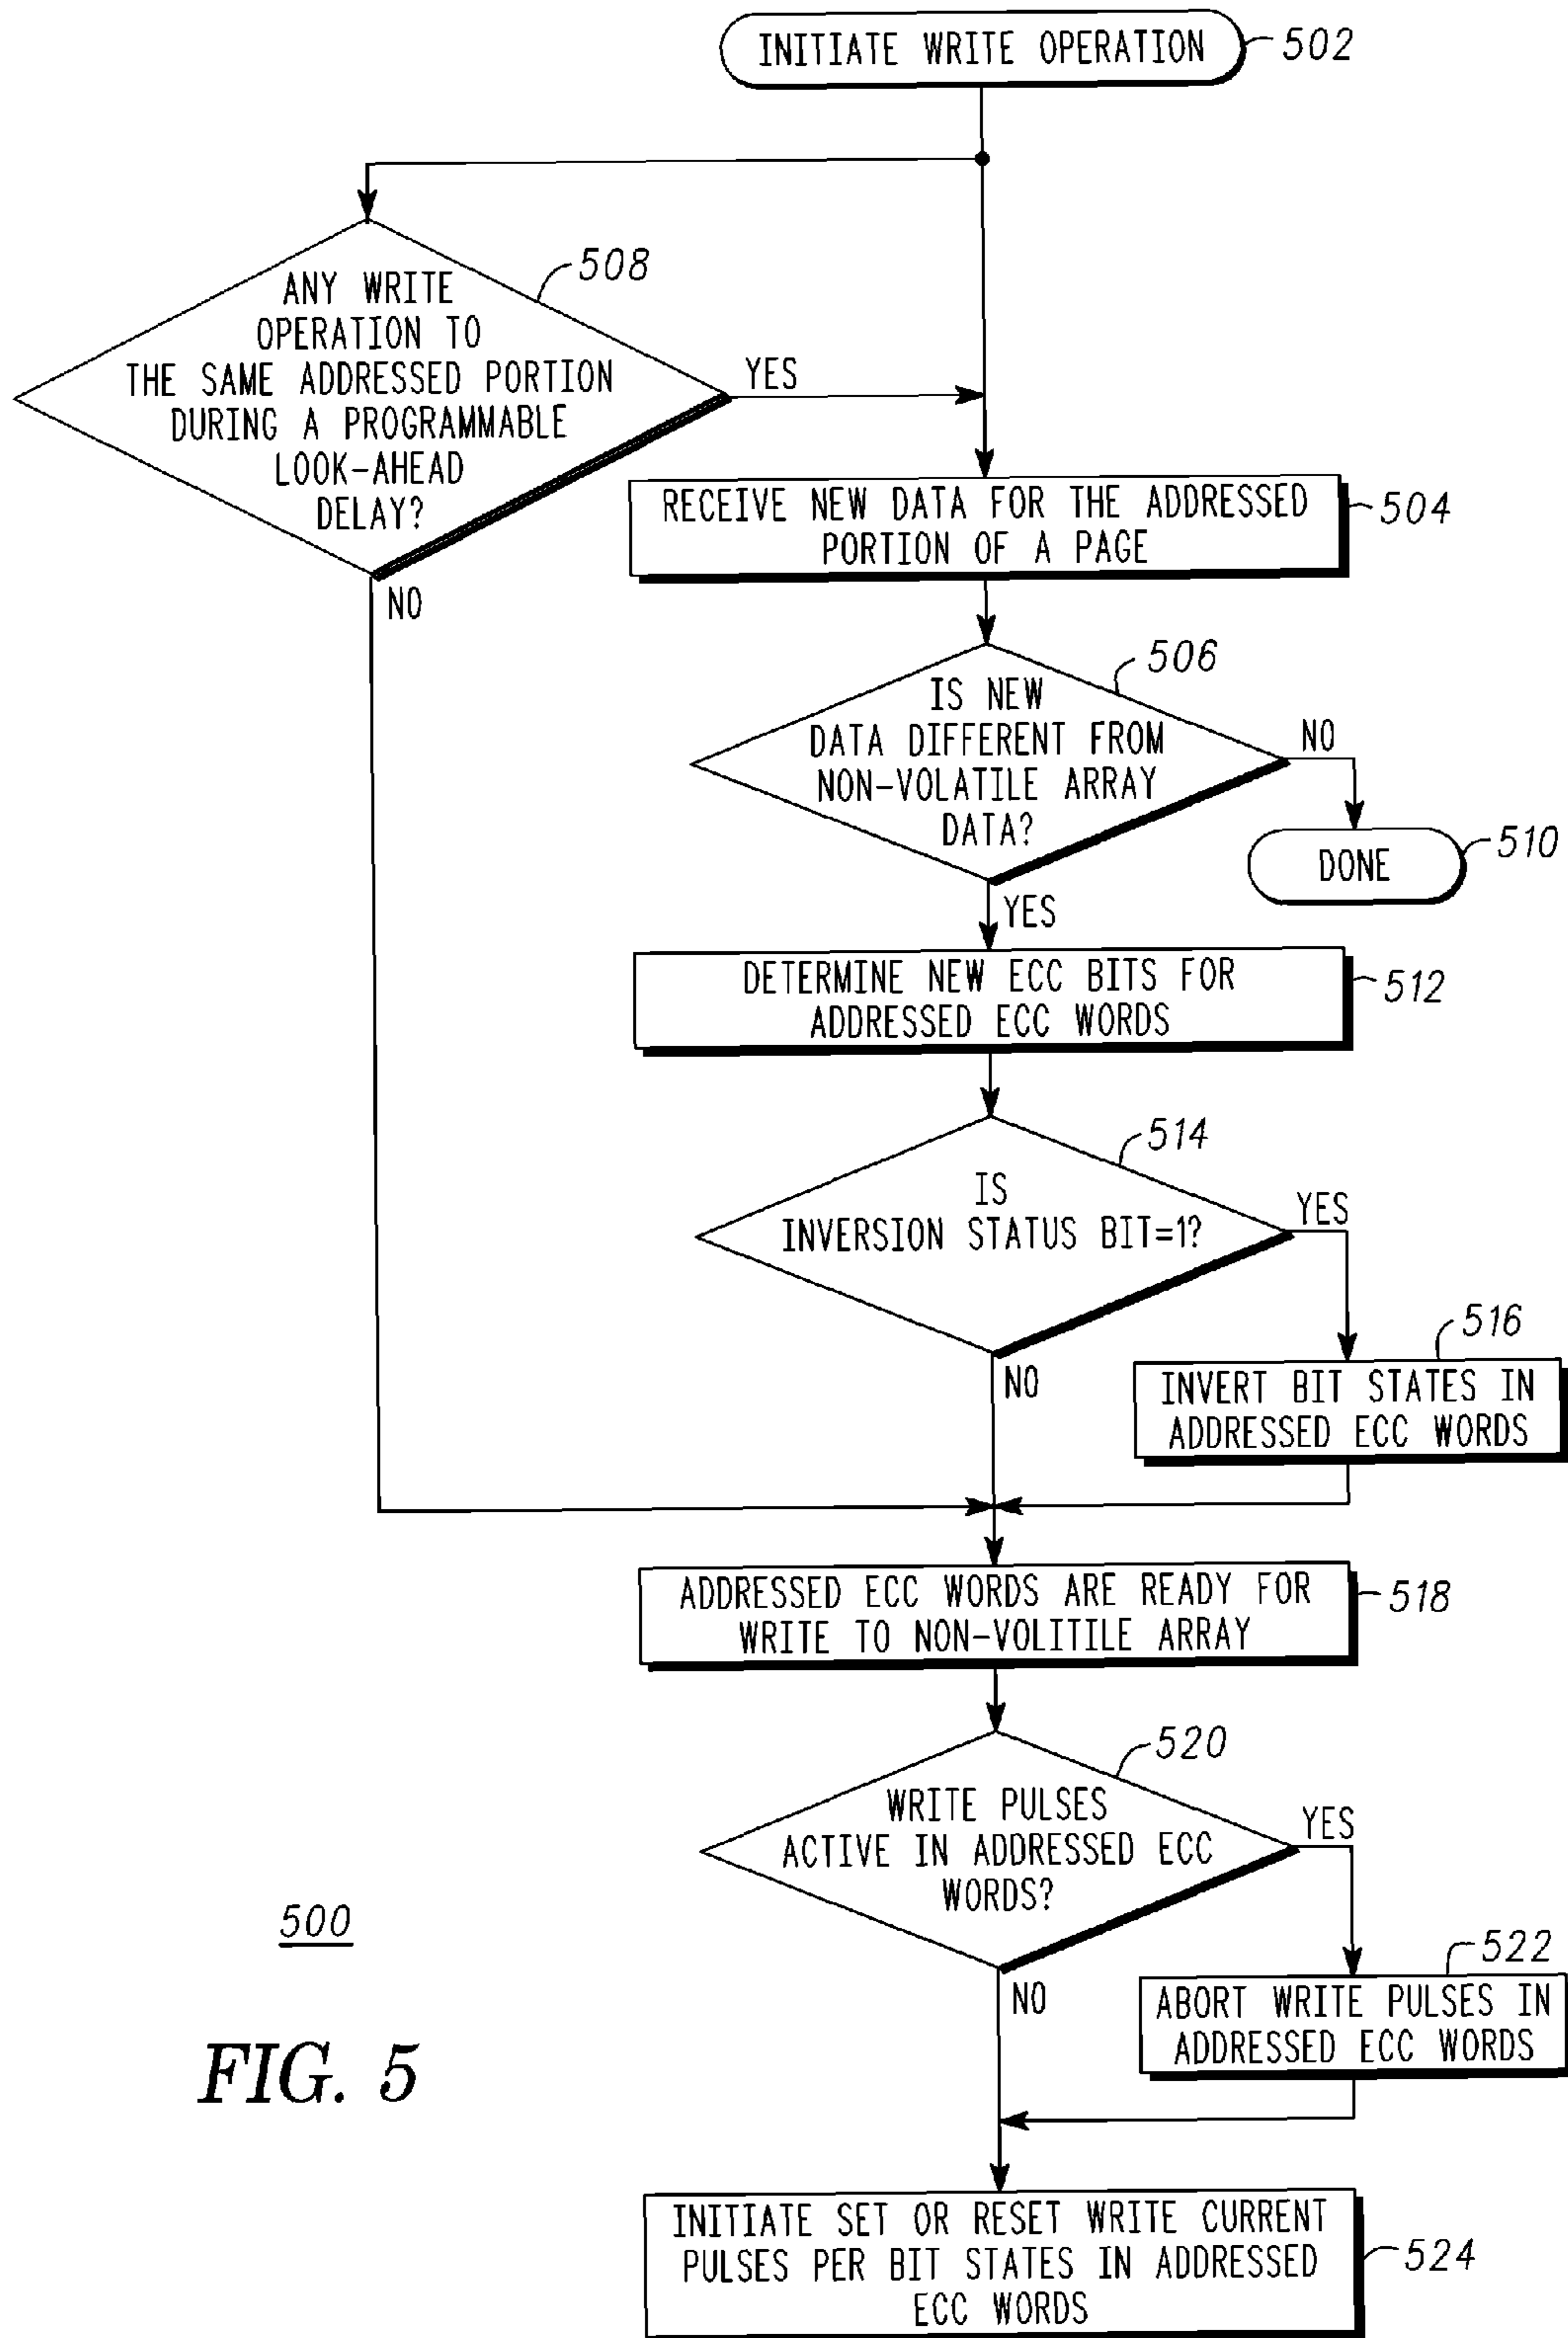 INITIATE WRITE OPERATION
502
ANY WRITE
OPERATION TO
THE SAME ADDRESSED PORTION
DURING A PROGRAMMABLE
LOOK-AHEAD
DELAY?
508
YES
NO
RECEIVE NEW DATA FOR THE ADDRESSED
PORTION OF A PAGE
504
IS NEW
DATA DIFFERENT FROM
NON-VOLATILE ARRAY
DATA?
506
NO
DONE
510
YES
DETERMINE NEW ECC BITS FOR
ADDRESSED ECC WORDS
512
IS
INVERSION STATUS BIT=1?
514
YES
NO
INVERT BIT STATES IN
ADDRESSED ECC WORDS
516
ADDRESSED ECC WORDS ARE READY FOR
WRITE TO NON-VOLITILE ARRAY
518
WRITE PULSES
ACTIVE IN ADDRESSED ECC
WORDS?
520
YES
NO
ABORT WRITE PULSES IN
ADDRESSED ECC WORDS
522
INITIATE SET OR RESET WRITE CURRENT
PULSES PER BIT STATES IN ADDRESSED
ECC WORDS
524
500
FIG. 5